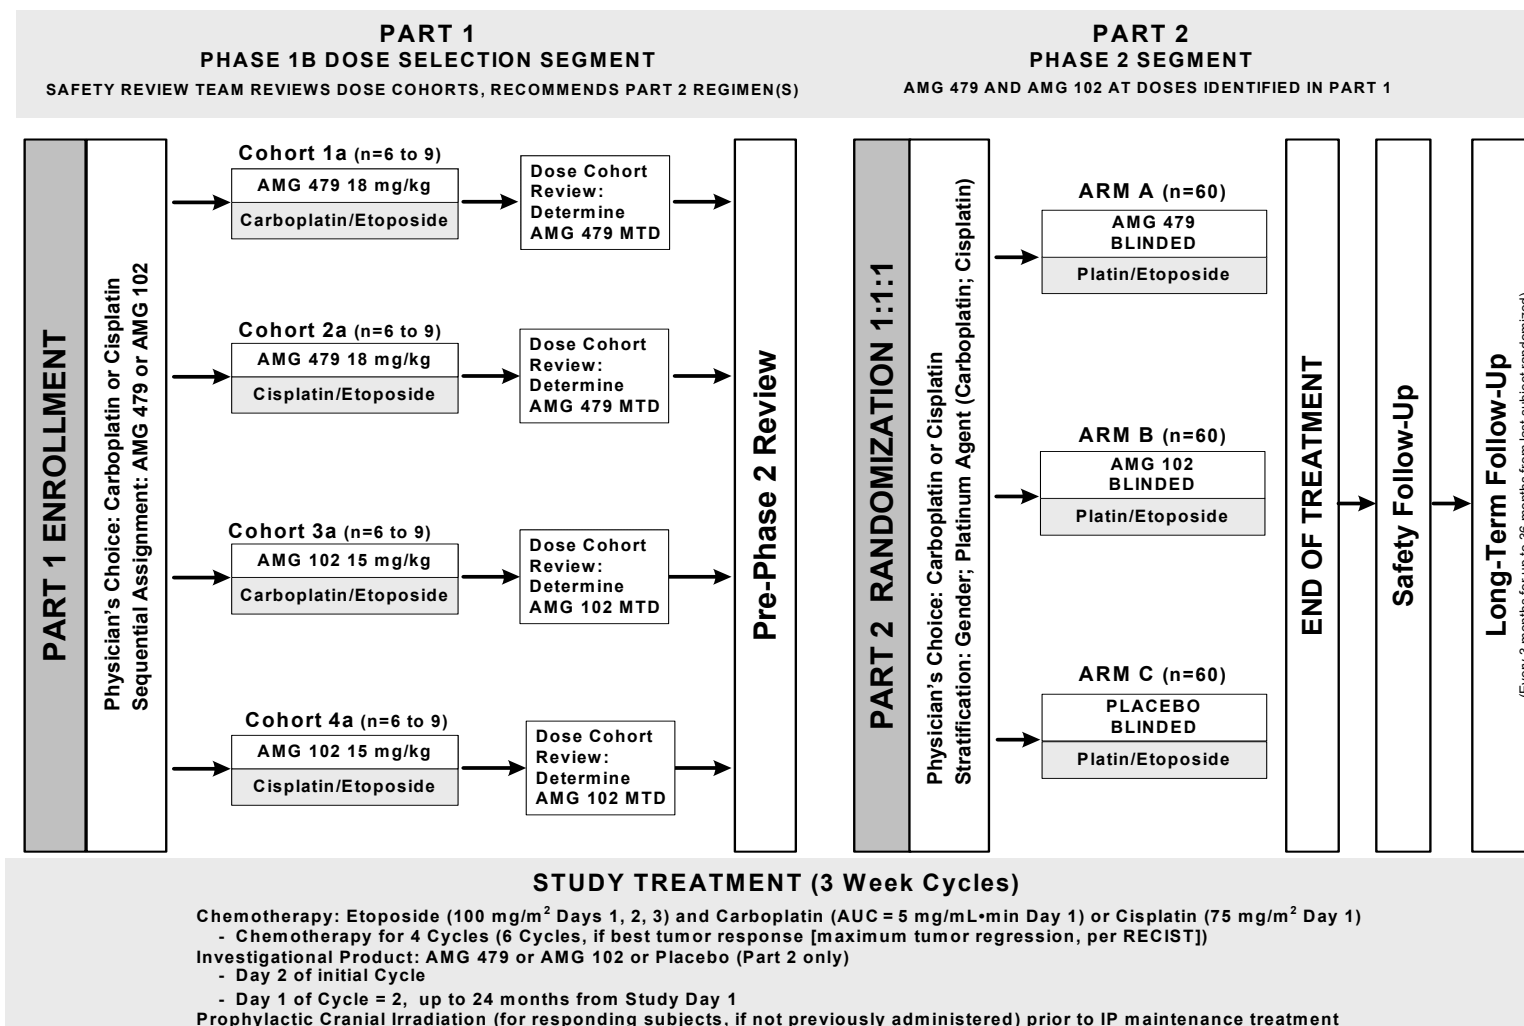 PART 1
PHASE 1B DOSE SELECTION SEGMENT
SAFETY REVIEW TEAM REVIEWS DOSE COHORTS, RECOMMENDS PART 2 REGIMEN(S)
PART 2
PHASE 2 SEGMENT
AMG 479 AND AMG 102 AT DOSES IDENTIFIED IN PART 1
PART 1 ENROLLMENT
Physician's Choice: Carboplatin or Cisplatin
Sequential Assignment: AMG 479 or AMG 102
Cohort 1a (n=6 to 9)
AMG 479 18 mg/kg
Carboplatin/Etoposide
Dose Cohort
Review:
Determine
AMG 479 MTD
Cohort 2a (n=6 to 9)
AMG 479 18 mg/kg
Cisplatin/Etoposide
Dose Cohort
Review:
Determine
AMG 479 MTD
Cohort 3a (n=6 to 9)
AMG 102 15 mg/kg
Carboplatin/Etoposide
Dose Cohort
Review:
Determine
AMG 102 MTD
Cohort 4a (n=6 to 9)
AMG 102 15 mg/kg
Cisplatin/Etoposide
Dose Cohort
Review:
Determine
AMG 102 MTD
Pre-Phase 2 Review
PART 2 RANDOMIZATION 1:1:1
Physician's Choice: Carboplatin or Cisplatin
Stratification: Gender; Platinum Agent (Carboplatin; Cisplatin)
ARM A (n=60)
AMG 479
BLINDED
Platin/Etoposide
ARM B (n=60)
AMG 102
BLINDED
Platin/Etoposide
ARM C (n=60)
PLACEBO
BLINDED
Platin/Etoposide
END OF TREATMENT
Safety Follow-Up
Long-Term Follow-Up
(Every 3 months for up to 36 months from last subject randomized)
STUDY TREATMENT (3 Week Cycles)
Chemotherapy: Etoposide (100 mg/m² Days 1, 2, 3) and Carboplatin (AUC = 5 mg/mL•min Day 1) or Cisplatin (75 mg/m² Day 1)
- Chemotherapy for 4 Cycles (6 Cycles, if best tumor response [maximum tumor regression, per RECIST])
Investigational Product: AMG 479 or AMG 102 or Placebo (Part 2 only)
- Day 2 of initial Cycle
- Day 1 of Cycle = 2, up to 24 months from Study Day 1
Prophylactic Cranial Irradiation (for responding subjects, if not previously administered) prior to IP maintenance treatment